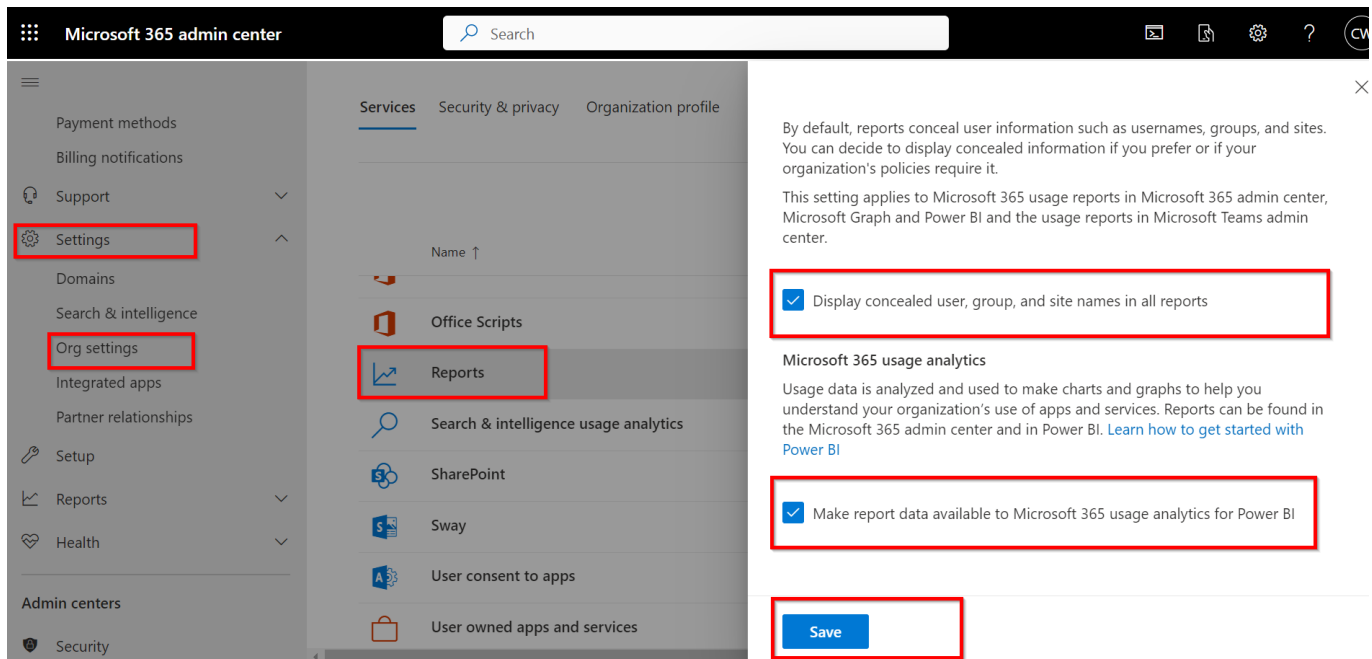 Microsoft 365 admin center
Search
?
CW
Payment methods
Billing notifications
Support
Settings
Domains
Search & intelligence
Org settings
Integrated apps
Partner relationships
Setup
Reports
Health
Admin centers
Security
Services
Security & privacy
Organization profile
Name ↑
Office Scripts
Reports
Search & intelligence usage analytics
SharePoint
Sway
User consent to apps
User owned apps and services
By default, reports conceal user information such as usernames, groups, and sites.
You can decide to display concealed information if you prefer or if your
organization's policies require it.
This setting applies to Microsoft 365 usage reports in Microsoft 365 admin center,
Microsoft Graph and Power BI and the usage reports in Microsoft Teams admin
center.
Display concealed user, group, and site names in all reports
Microsoft 365 usage analytics
Usage data is analyzed and used to make charts and graphs to help you
understand your organization's use of apps and services. Reports can be found in
the Microsoft 365 admin center and in Power BI. Learn how to get started with
Power BI
Make report data available to Microsoft 365 usage analytics for Power BI
Save